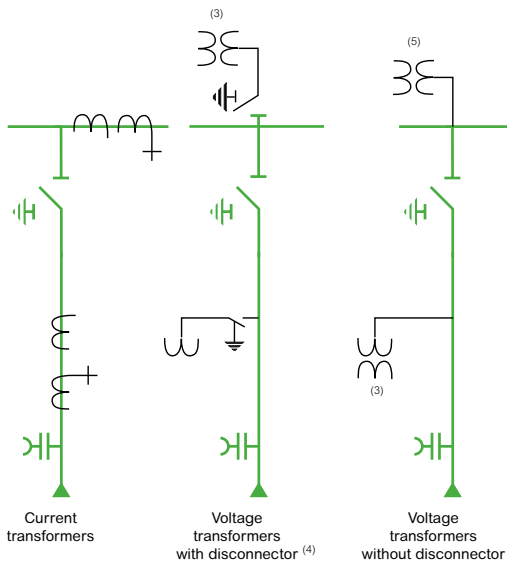 (3)
(5)
(3)
Current
transformers
Voltage
transformers
with disconnector (4)
Voltage
transformers
without disconnector